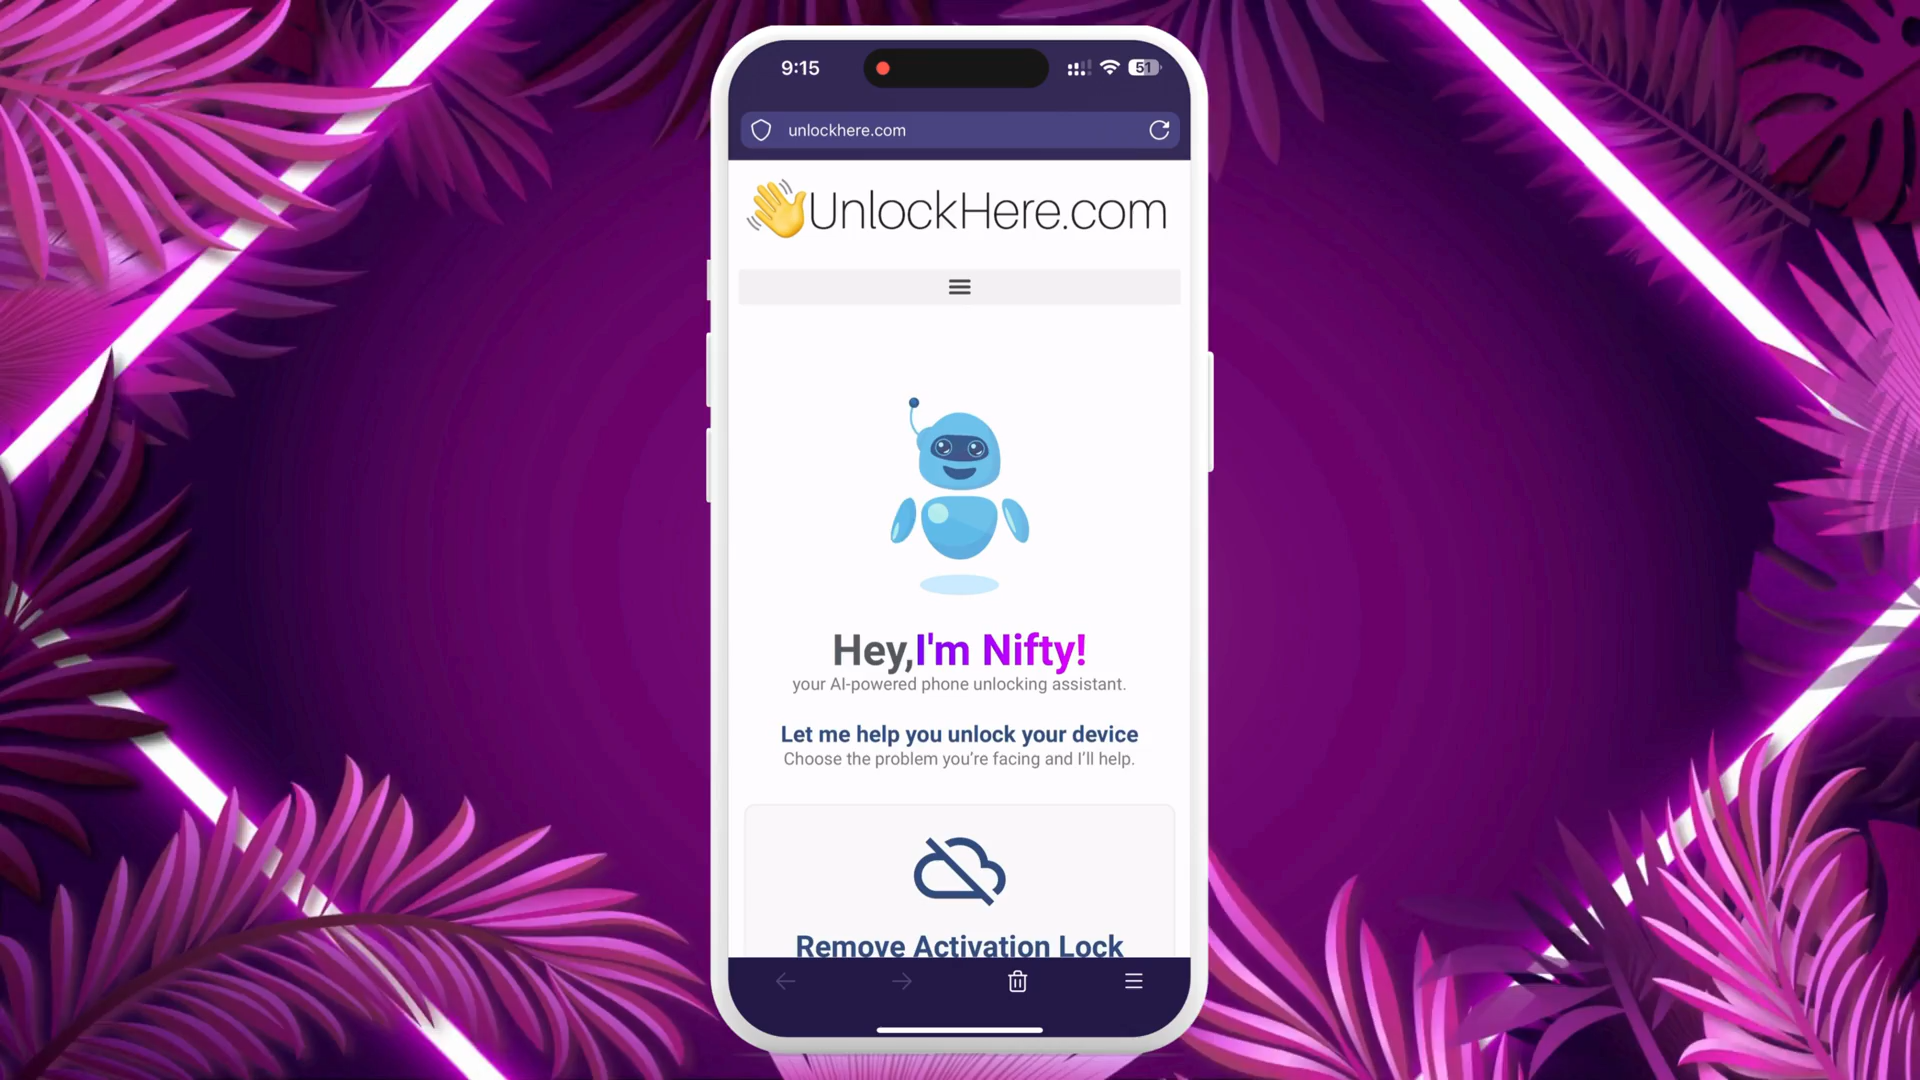 9:15
51
unlockhere.com
UnlockHere.com
Hey,I'm Nifty!
your AI-powered phone unlocking assistant.
Let me help you unlock your device
Choose the problem you’re facing and I’ll help.
Remove Activation Lock